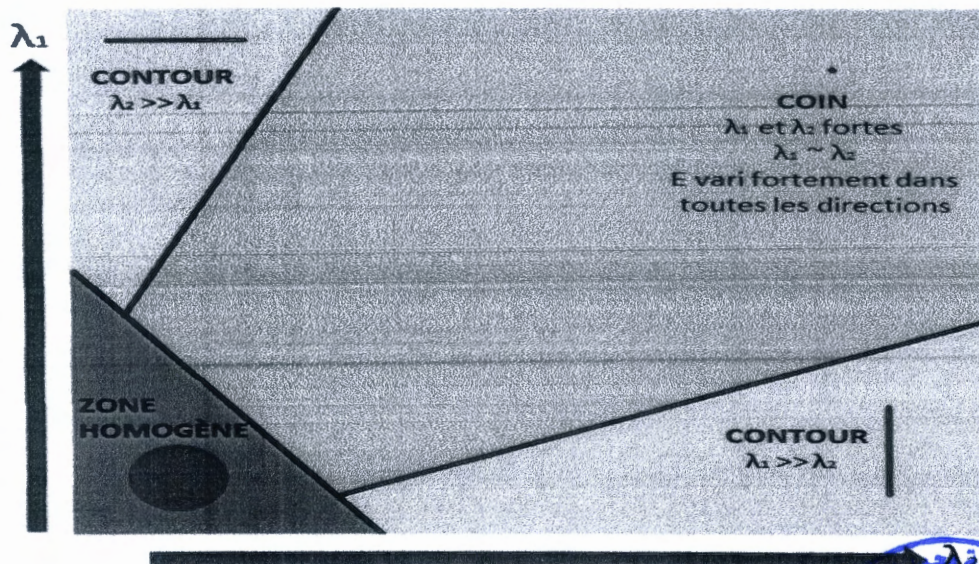 λ₁
CONTOUR
λ₂ >> λ₁
COIN
λ₁ et λ₂ fortes
λ₁ ~ λ₂
E vari fortement dans
toutes les directions
ZONE
HOMOGÈNE
CONTOUR
λ₁ >> λ₂